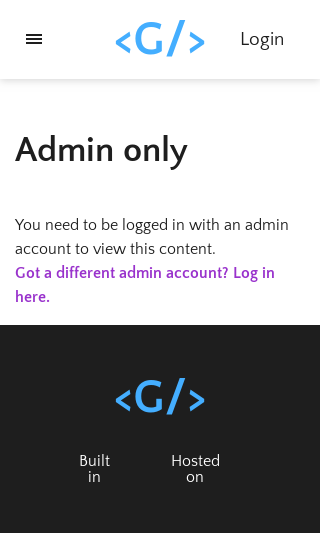 <G/>
Login
Admin only
You need to be logged in with an admin
account to view this content.
Got a different admin account? Log in
here.
<G/>
Built
in
Hosted
on